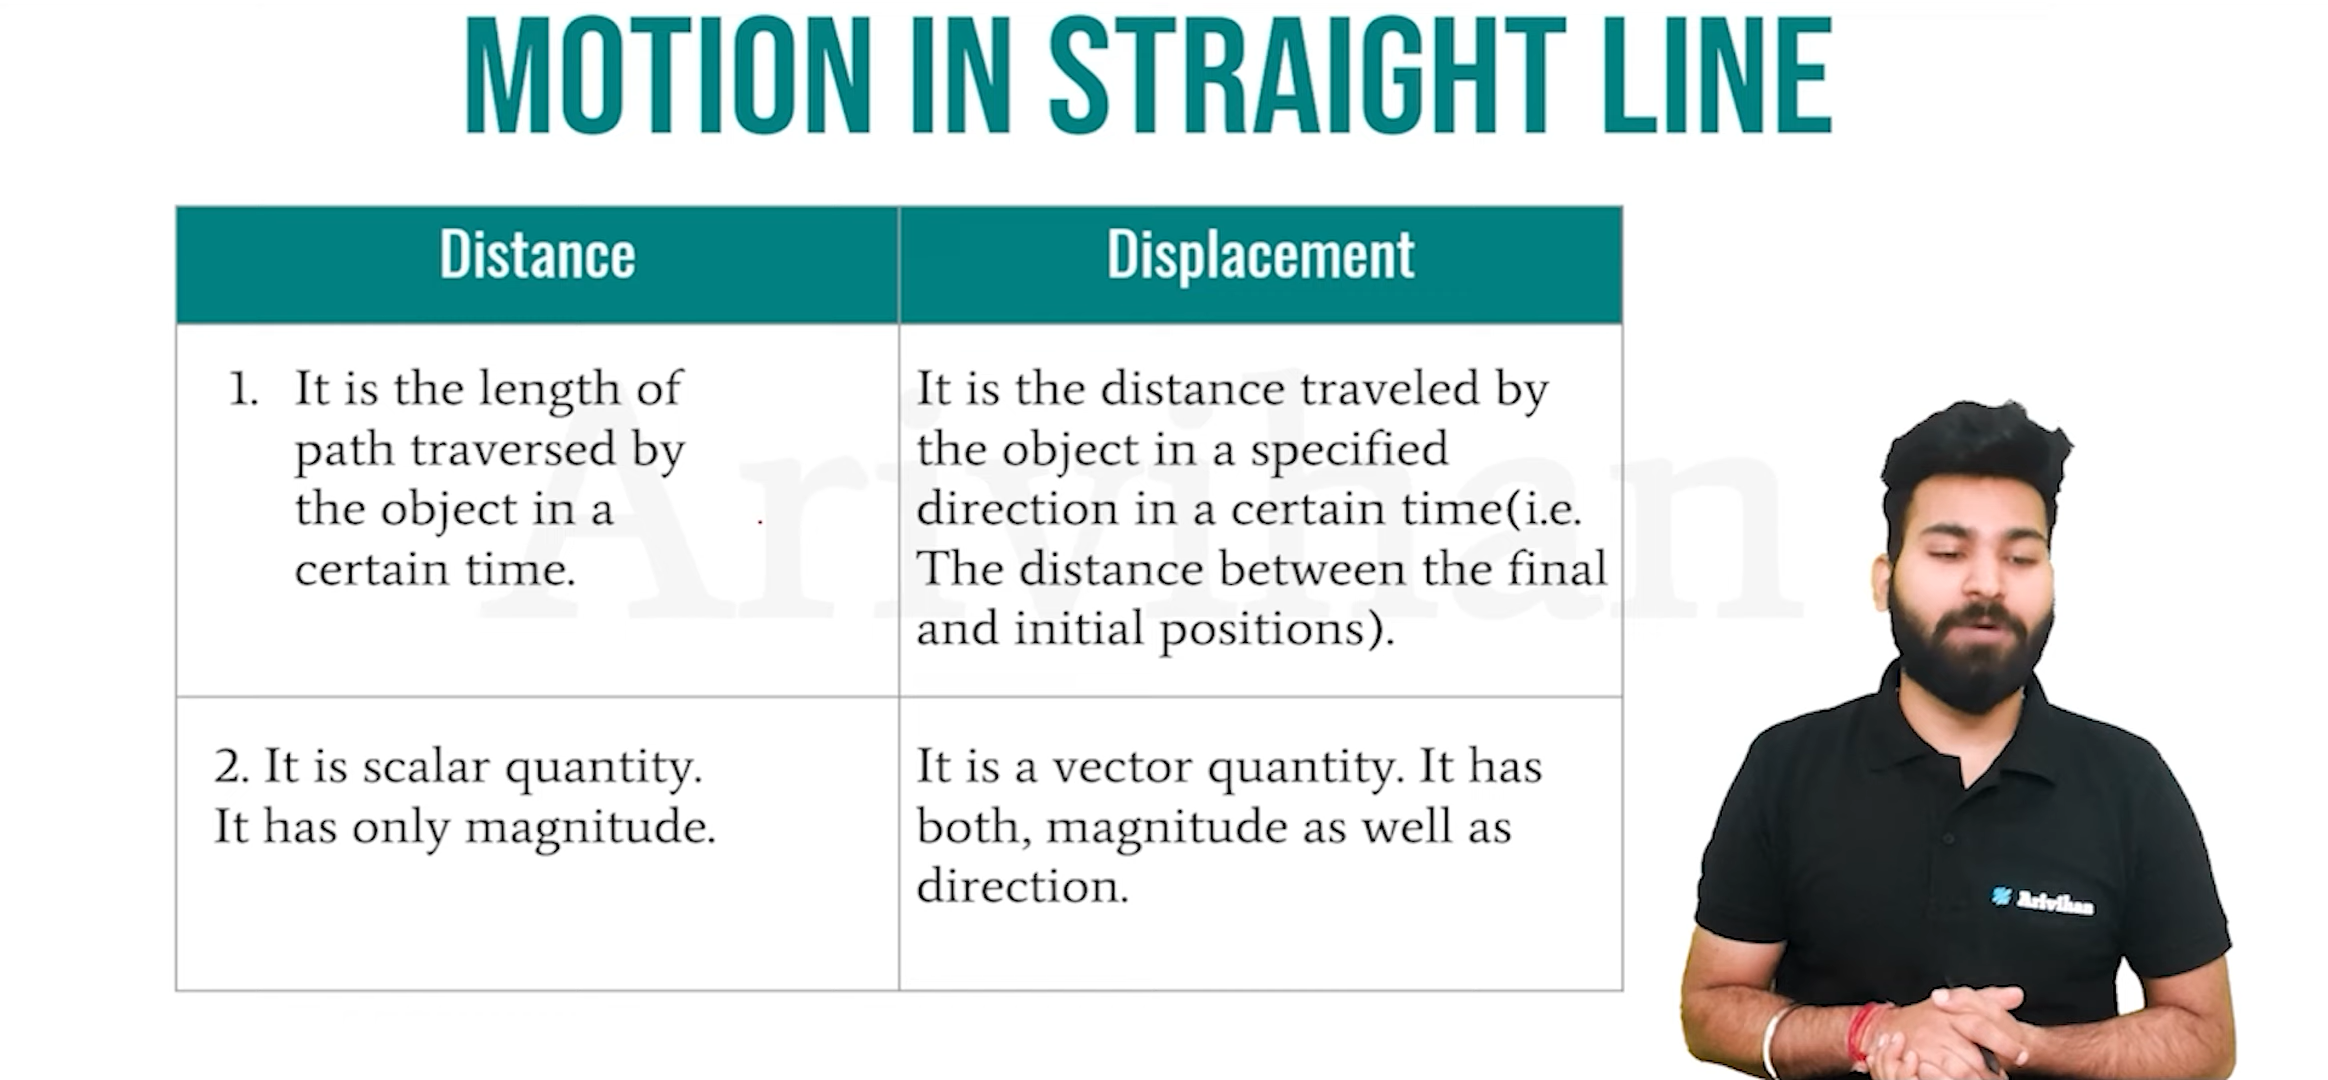 MOTION IN STRAIGHT LINE
Distance
Displacement
1. It is the length of
path traversed by
the object in a
certain time.
It is the distance traveled by
the object in a specified
direction in a certain time(i.e.
The distance between the final
and initial positions).
2. It is scalar quantity.
It has only magnitude.
It is a vector quantity. It has
both, magnitude as well as
direction.
Arivihan
Arivihan